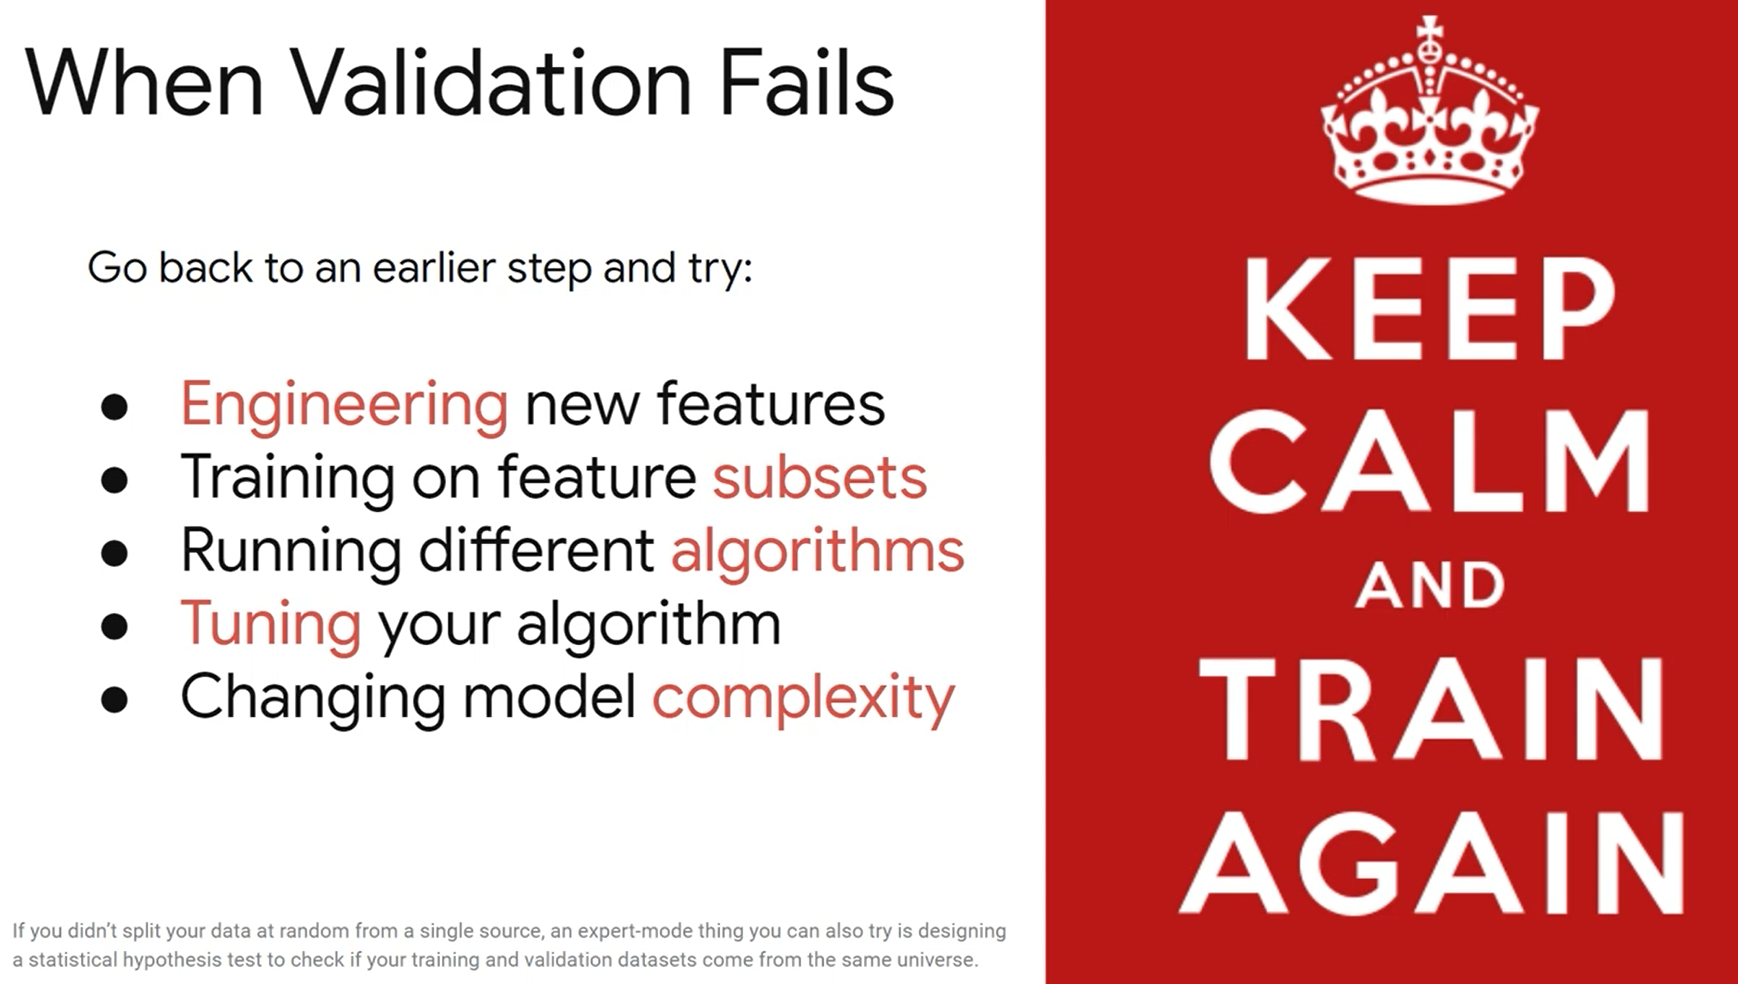 When Validation Fails
Go back to an earlier step and try:
● Engineering new features
● Training on feature subsets
● Running different algorithms
● Tuning your algorithm
● Changing model complexity
If you didn’t split your data at random from a single source, an expert-mode thing you can also try is designing
a statistical hypothesis test to check if your training and validation datasets come from the same universe.
KEEP
CALM
AND
TRAIN
AGAIN